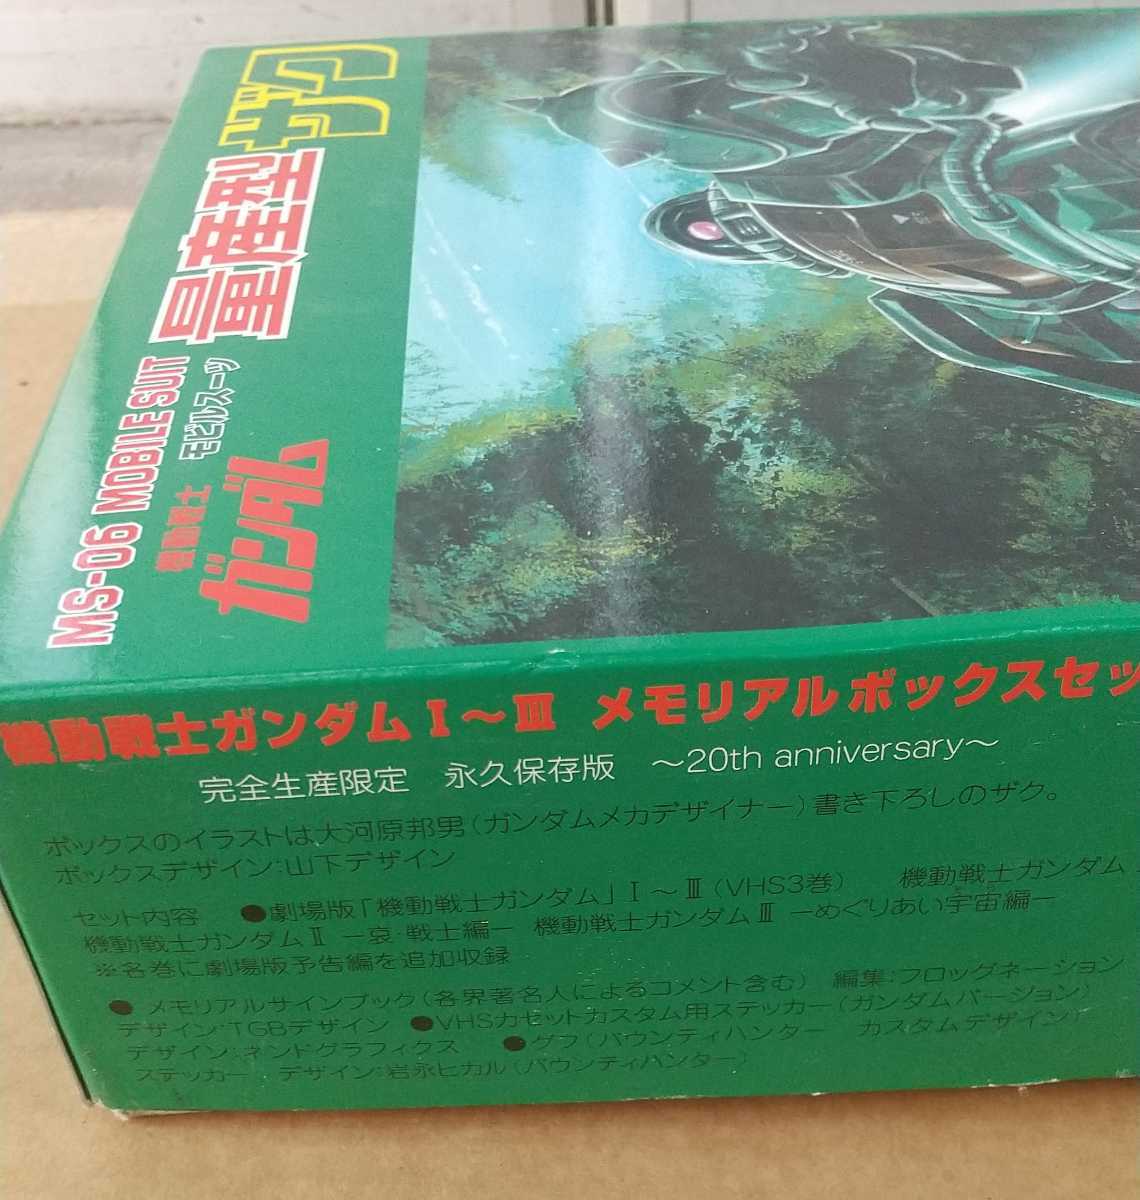 MS-06 MOBILE SUIT
量産型ザク
モビルスーツ
機動戦士
ガンダム
機動戦士ガンダムⅠ～Ⅲ メモリアルボックスセッ
完全生産限定 永久保存版 ～20th anniversary～
ボックスのイラストは大河原邦男(ガンダムメカデザイナー)書き下ろしのザク。
ボックスデザイン:山下デザイン
セット内容 ●劇場版「機動戦士ガンダム」Ⅰ～Ⅲ(VHS3巻) 機動戦士ガンダム
機動戦士ガンダムⅡ ー哀・戦士編ー 機動戦士ガンダムⅢ ーめぐりあい宇宙編ー
※各巻に劇場版予告編を追加収録
●メモリアルサインブック(各界著名人によるコメント含む) 編集:フロッグネーション
デザイン:TGBデザイン ●VHSカセットカスタム用ステッカー(ガンダムバージョン)
デザイン:ネンドグラフィクス ●グフ(バウンティハンター カスタムデザイン)
ステッカー デザイン:岩永ヒカル(バウンティハンター)